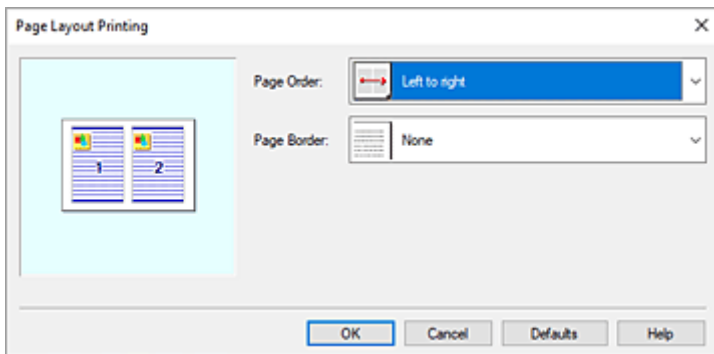 Page Layout Printing
Page Order: Left to right
Page Border: None
1 2
OK Cancel Defaults Help